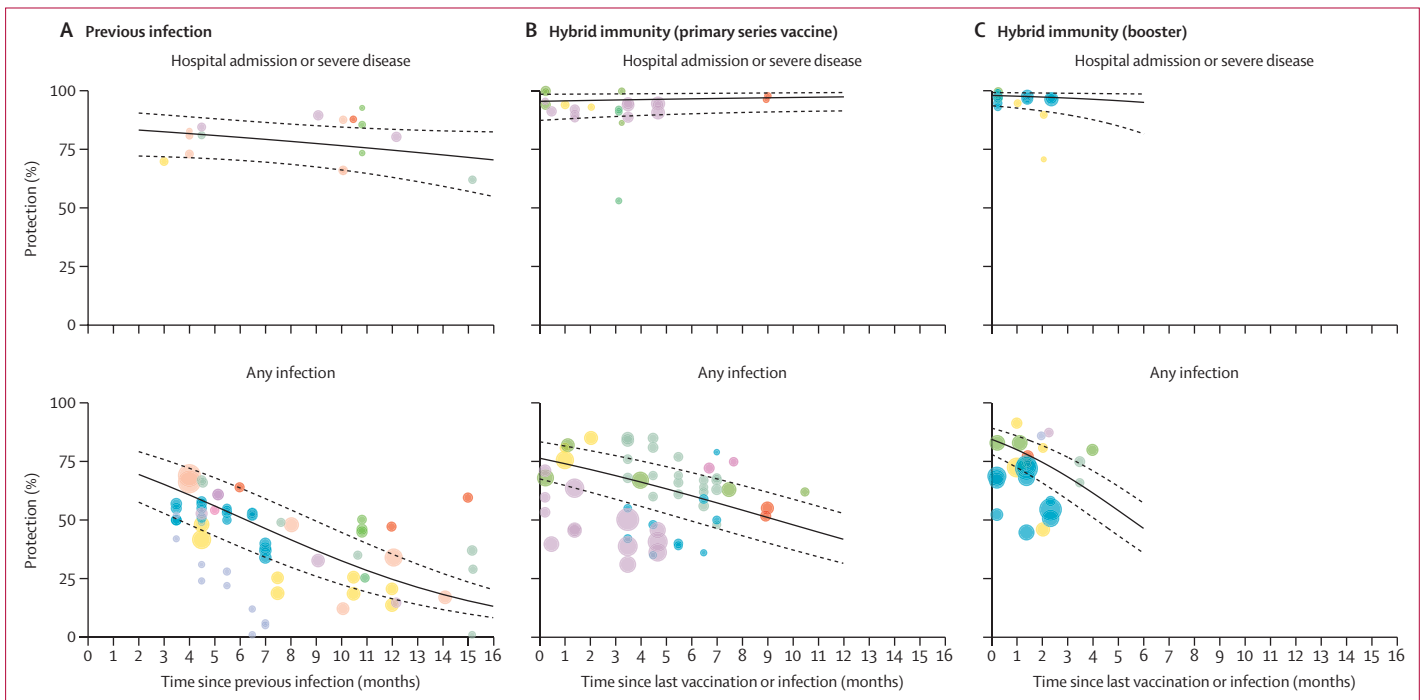 A Previous infection
B Hybrid immunity (primary series vaccine)
C Hybrid immunity (booster)
Hospital admission or severe disease
Hospital admission or severe disease
Hospital admission or severe disease
Protection (%)
100
75
50
25
0
Any infection
Any infection
Any infection
Protection (%)
100
75
50
25
0
0 1 2 3 4 5 6 7 8 9 10 11 12 13 14 15 16
0 1 2 3 4 5 6 7 8 9 10 11 12 13 14 15 16
0 1 2 3 4 5 6 7 8 9 10 11 12 13 14 15 16
Time since previous infection (months)
Time since last vaccination or infection (months)
Time since last vaccination or infection (months)